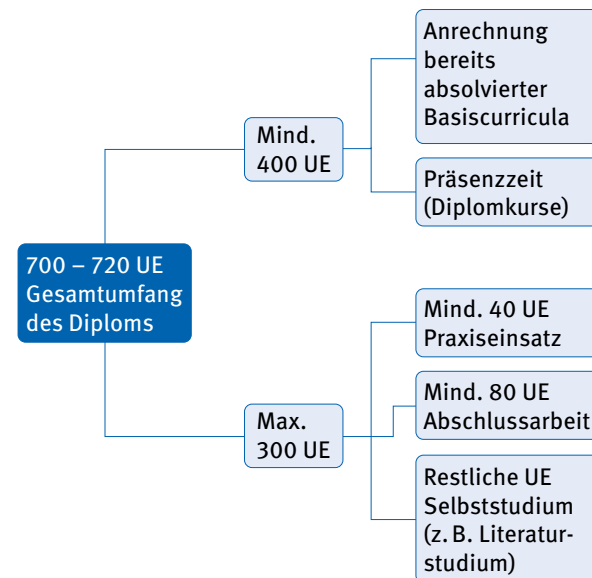 700 – 720 UE
Gesamtumfang
des Diploms
Mind.
400 UE
Anrechnung
bereits
absolvierter
Basiscurricula
Präsenzzeit
(Diplomkurse)
Max.
300 UE
Mind. 40 UE
Praxiseinsatz
Mind. 80 UE
Abschlussarbeit
Restliche UE
Selbststudium
(z. B. Literatur-
studium)